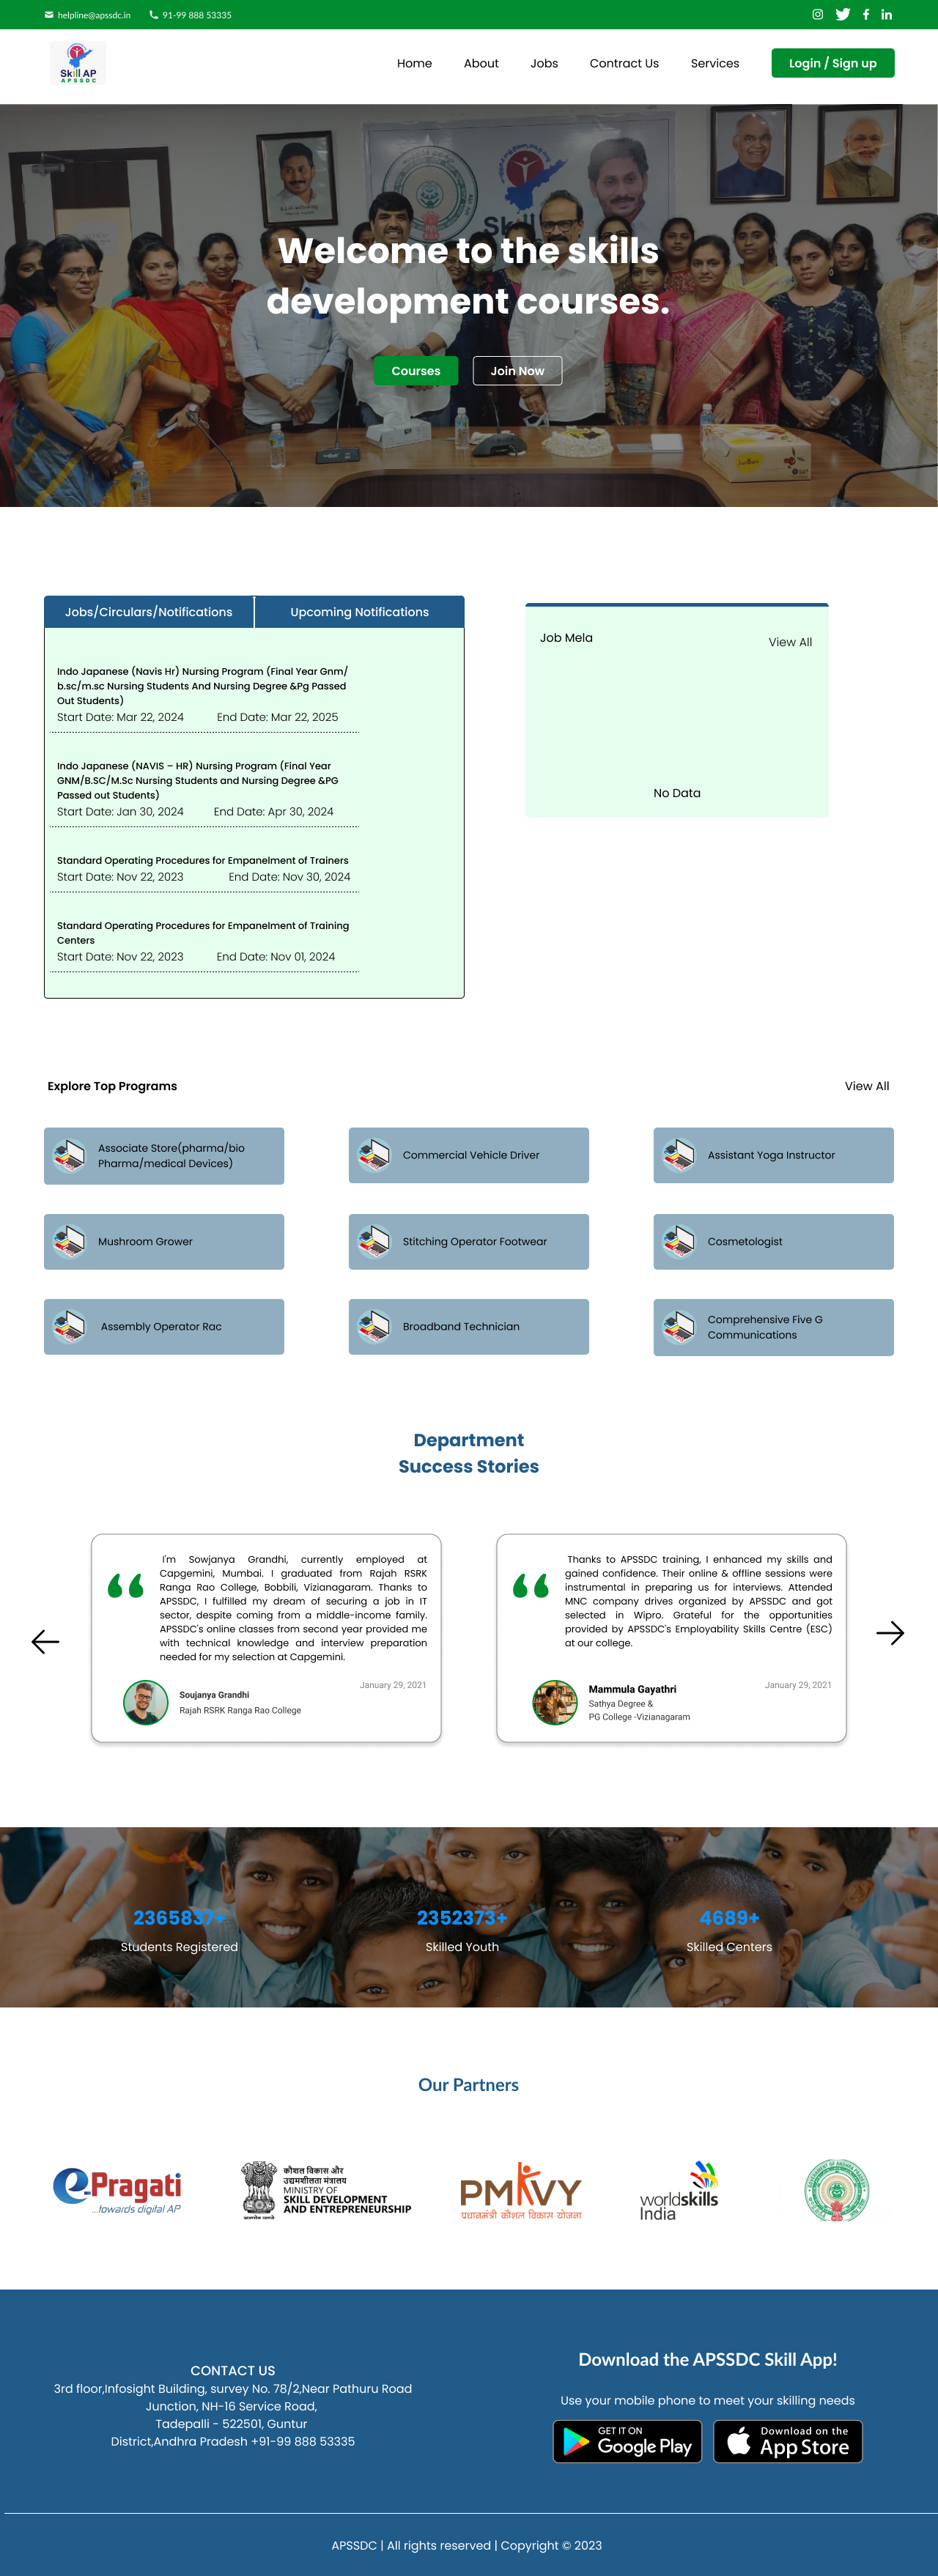 helpline@apssdc.in 91-99 888 53335
Skill AP
APSSDC
Home About Jobs Contract Us Services Login / Sign up
Skill
Welcome to the skills
development courses.
Courses Join Now
Jobs/Circulars/Notifications Upcoming Notifications
Indo Japanese (Navis Hr) Nursing Program (Final Year Gnm/
b.sc/m.sc Nursing Students And Nursing Degree &Pg Passed
Out Students)
Start Date: Mar 22, 2024 End Date: Mar 22, 2025
Indo Japanese (NAVIS – HR) Nursing Program (Final Year
GNM/B.SC/M.Sc Nursing Students and Nursing Degree &PG
Passed out Students)
Start Date: Jan 30, 2024 End Date: Apr 30, 2024
Standard Operating Procedures for Empanelment of Trainers
Start Date: Nov 22, 2023 End Date: Nov 30, 2024
Standard Operating Procedures for Empanelment of Training
Centers
Start Date: Nov 22, 2023 End Date: Nov 01, 2024
Job Mela View All
No Data
Explore Top Programs View All
Associate Store(pharma/bio
Pharma/medical Devices)
Commercial Vehicle Driver
Assistant Yoga Instructor
Mushroom Grower
Stitching Operator Footwear
Cosmetologist
Assembly Operator Rac
Broadband Technician
Comprehensive Five G
Communications
Department
Success Stories
I'm Sowjanya Grandhi, currently employed at
Capgemini, Mumbai. I graduated from Rajah RSRK
Ranga Rao College, Bobbili, Vizianagaram. Thanks to
APSSDC, I fulfilled my dream of securing a job in IT
sector, despite coming from a middle-income family.
APSSDC's online classes from second year provided me
with technical knowledge and interview preparation
needed for my selection at Capgemini.
January 29, 2021
Soujanya Grandhi
Rajah RSRK Ranga Rao College
Thanks to APSSDC training, I enhanced my skills and
gained confidence. Their online & offline sessions were
instrumental in preparing us for interviews. Attended
MNC company drives organized by APSSDC and got
selected in Wipro. Grateful for the opportunities
provided by APSSDC's Employability Skills Centre (ESC)
at our college.
January 29, 2021
Mammula Gayathri
Sathya Degree &
PG College -Vizianagaram
2365837+ 2352373+ 4689+
Students Registered Skilled Youth Skilled Centers
Our Partners
e-Pragati
...towards digital AP
कौशल विकास और
उद्यमशीलता मंत्रालय
MINISTRY OF
SKILL DEVELOPMENT
AND ENTREPRENEURSHIP
PMKVY
प्रधानमंत्री कौशल विकास योजना
worldskills
India
CONTACT US
3rd floor,Infosight Building, survey No. 78/2,Near Pathuru Road
Junction, NH-16 Service Road,
Tadepalli - 522501, Guntur
District,Andhra Pradesh +91-99 888 53335
Download the APSSDC Skill App!
Use your mobile phone to meet your skilling needs
GET IT ON
Google Play
Download on the
App Store
APSSDC | All rights reserved | Copyright © 2023